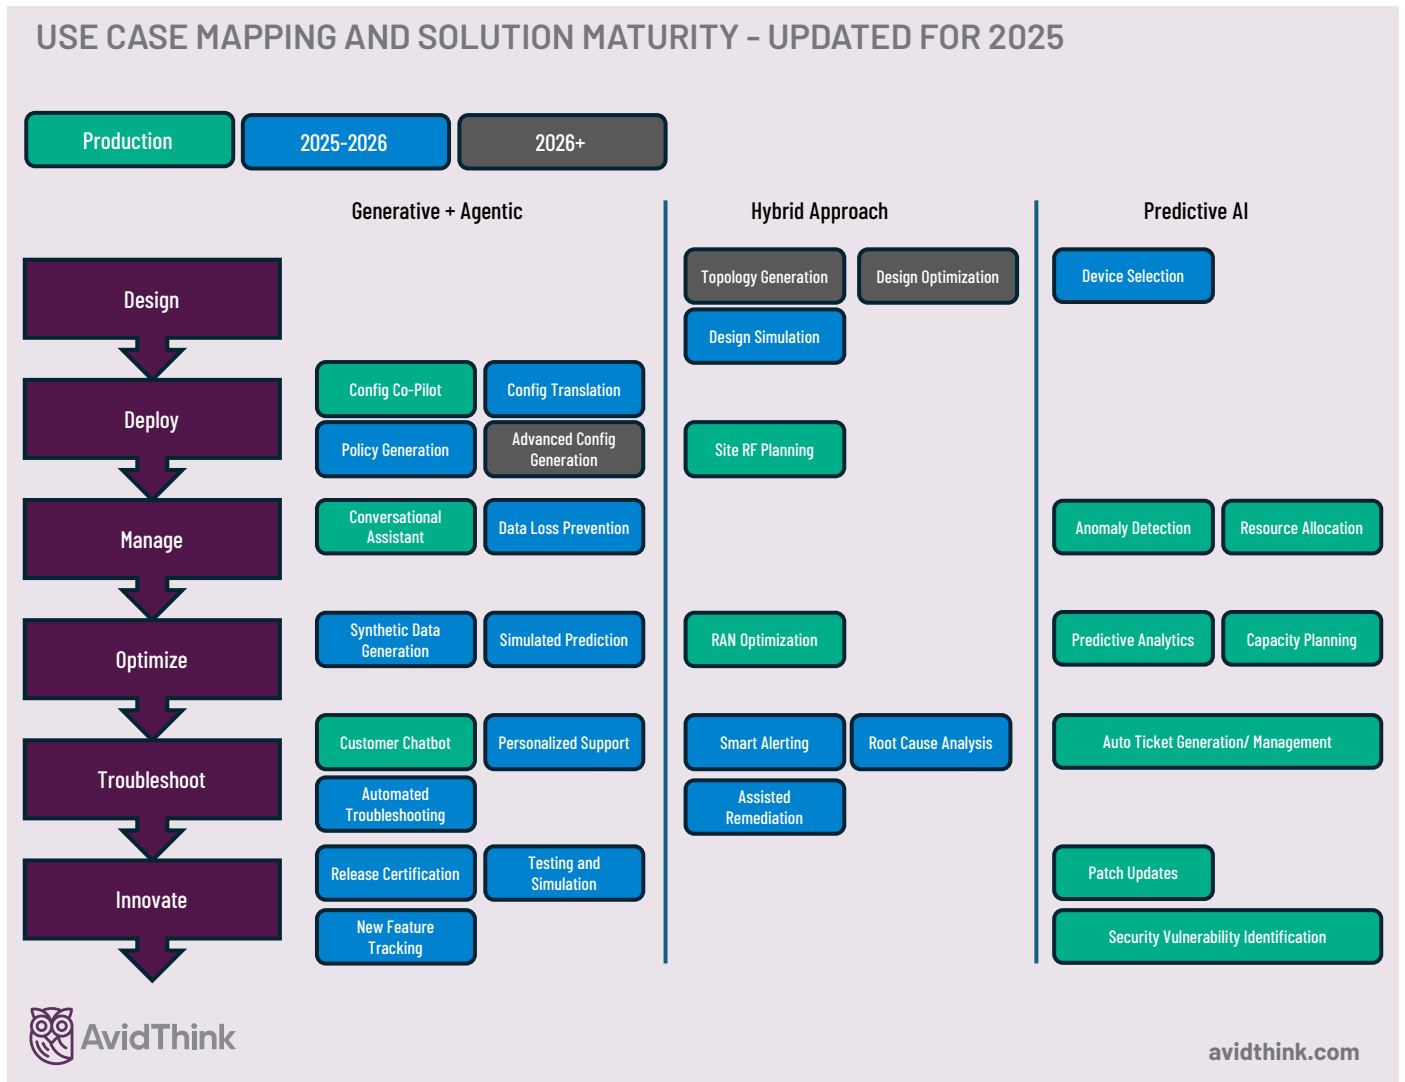 USE CASE MAPPING AND SOLUTION MATURITY - UPDATED FOR 2025
Production
2025-2026
2026+
Generative + Agentic
Hybrid Approach
Predictive AI
Design
Topology Generation
Design Optimization
Device Selection
Design Simulation
Deploy
Config Co-Pilot
Config Translation
Policy Generation
Advanced Config
Generation
Site RF Planning
Manage
Conversational
Assistant
Data Loss Prevention
Anomaly Detection
Resource Allocation
Optimize
Synthetic Data
Generation
Simulated Prediction
RAN Optimization
Predictive Analytics
Capacity Planning
Troubleshoot
Customer Chatbot
Personalized Support
Smart Alerting
Root Cause Analysis
Auto Ticket Generation/ Management
Automated
Troubleshooting
Assisted
Remediation
Innovate
Release Certification
Testing and
Simulation
Patch Updates
New Feature
Tracking
Security Vulnerability Identification
AvidThink
avidthink.com